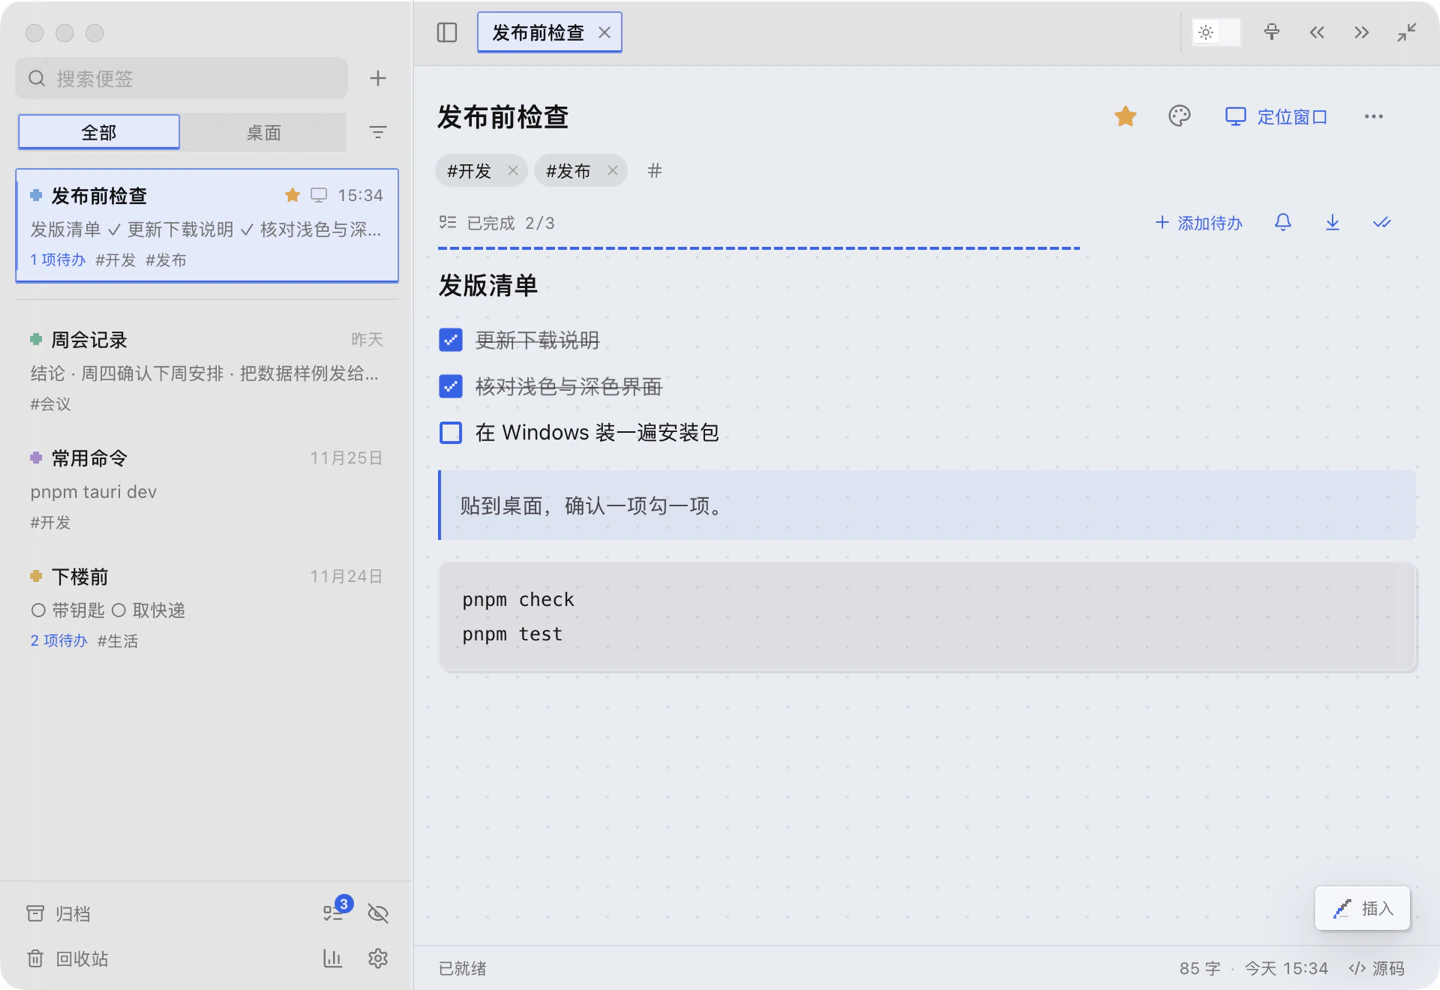 搜索便签
全部
桌面
发布前检查
15:34
发版清单 ✓ 更新下载说明 ✓ 核对浅色与深...
1 项待办 #开发 #发布
周会记录
昨天
结论 · 周四确认下周安排 · 把数据样例发给...
#会议
常用命令
11月25日
pnpm tauri dev
#开发
下楼前
11月24日
○ 带钥匙 ○ 取快递
2 项待办 #生活
归档
3
回收站
发布前检查
发布前检查
定位窗口
#开发
#发布
#
已完成 2/3
添加待办
发版清单
更新下载说明
核对浅色与深色界面
在 Windows 装一遍安装包
贴到桌面，确认一项勾一项。
pnpm check
pnpm test
插入
已就绪
85 字 · 今天 15:34
</> 源码